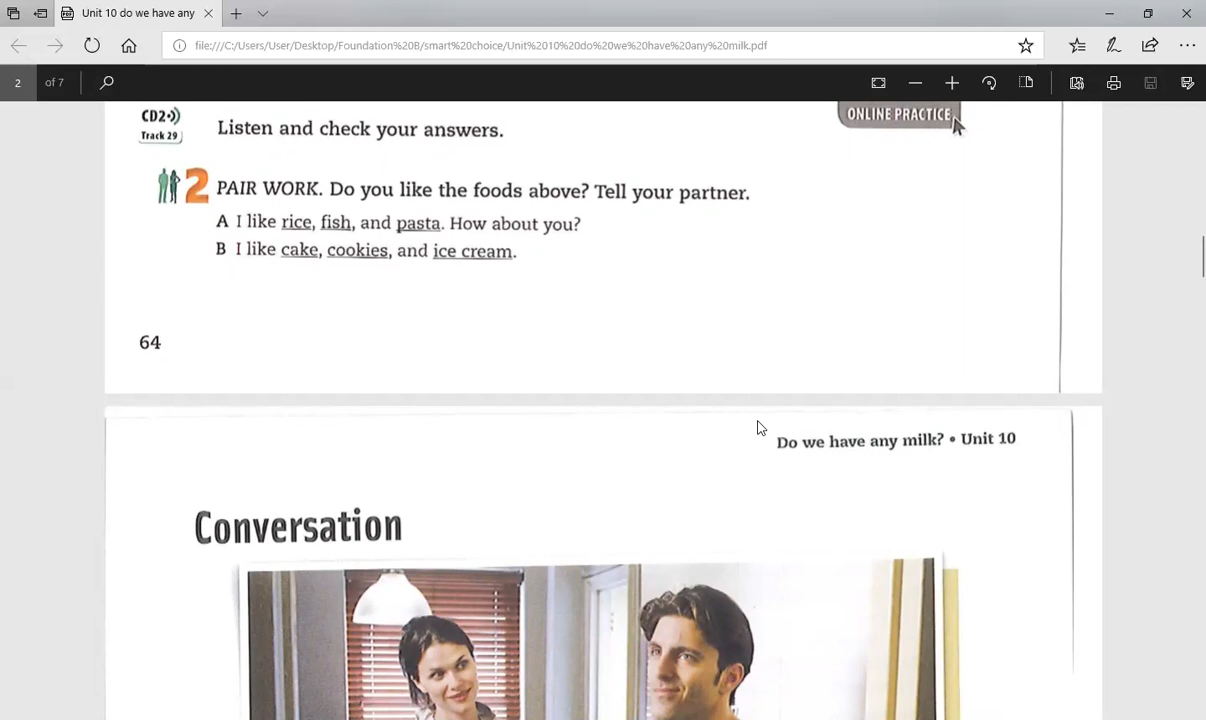 Unit 10 do we have any
file:///C:/Users/User/Desktop/Foundation%20B/smart%20choice/Unit%2010%20do%20we%20have%20any%20milk.pdf
2 of 7
CD2
Track 29
Listen and check your answers.
ONLINE PRACTICE
2 PAIR WORK. Do you like the foods above? Tell your partner.
A I like rice, fish, and pasta. How about you?
B I like cake, cookies, and ice cream.
64
Do we have any milk? • Unit 10
Conversation